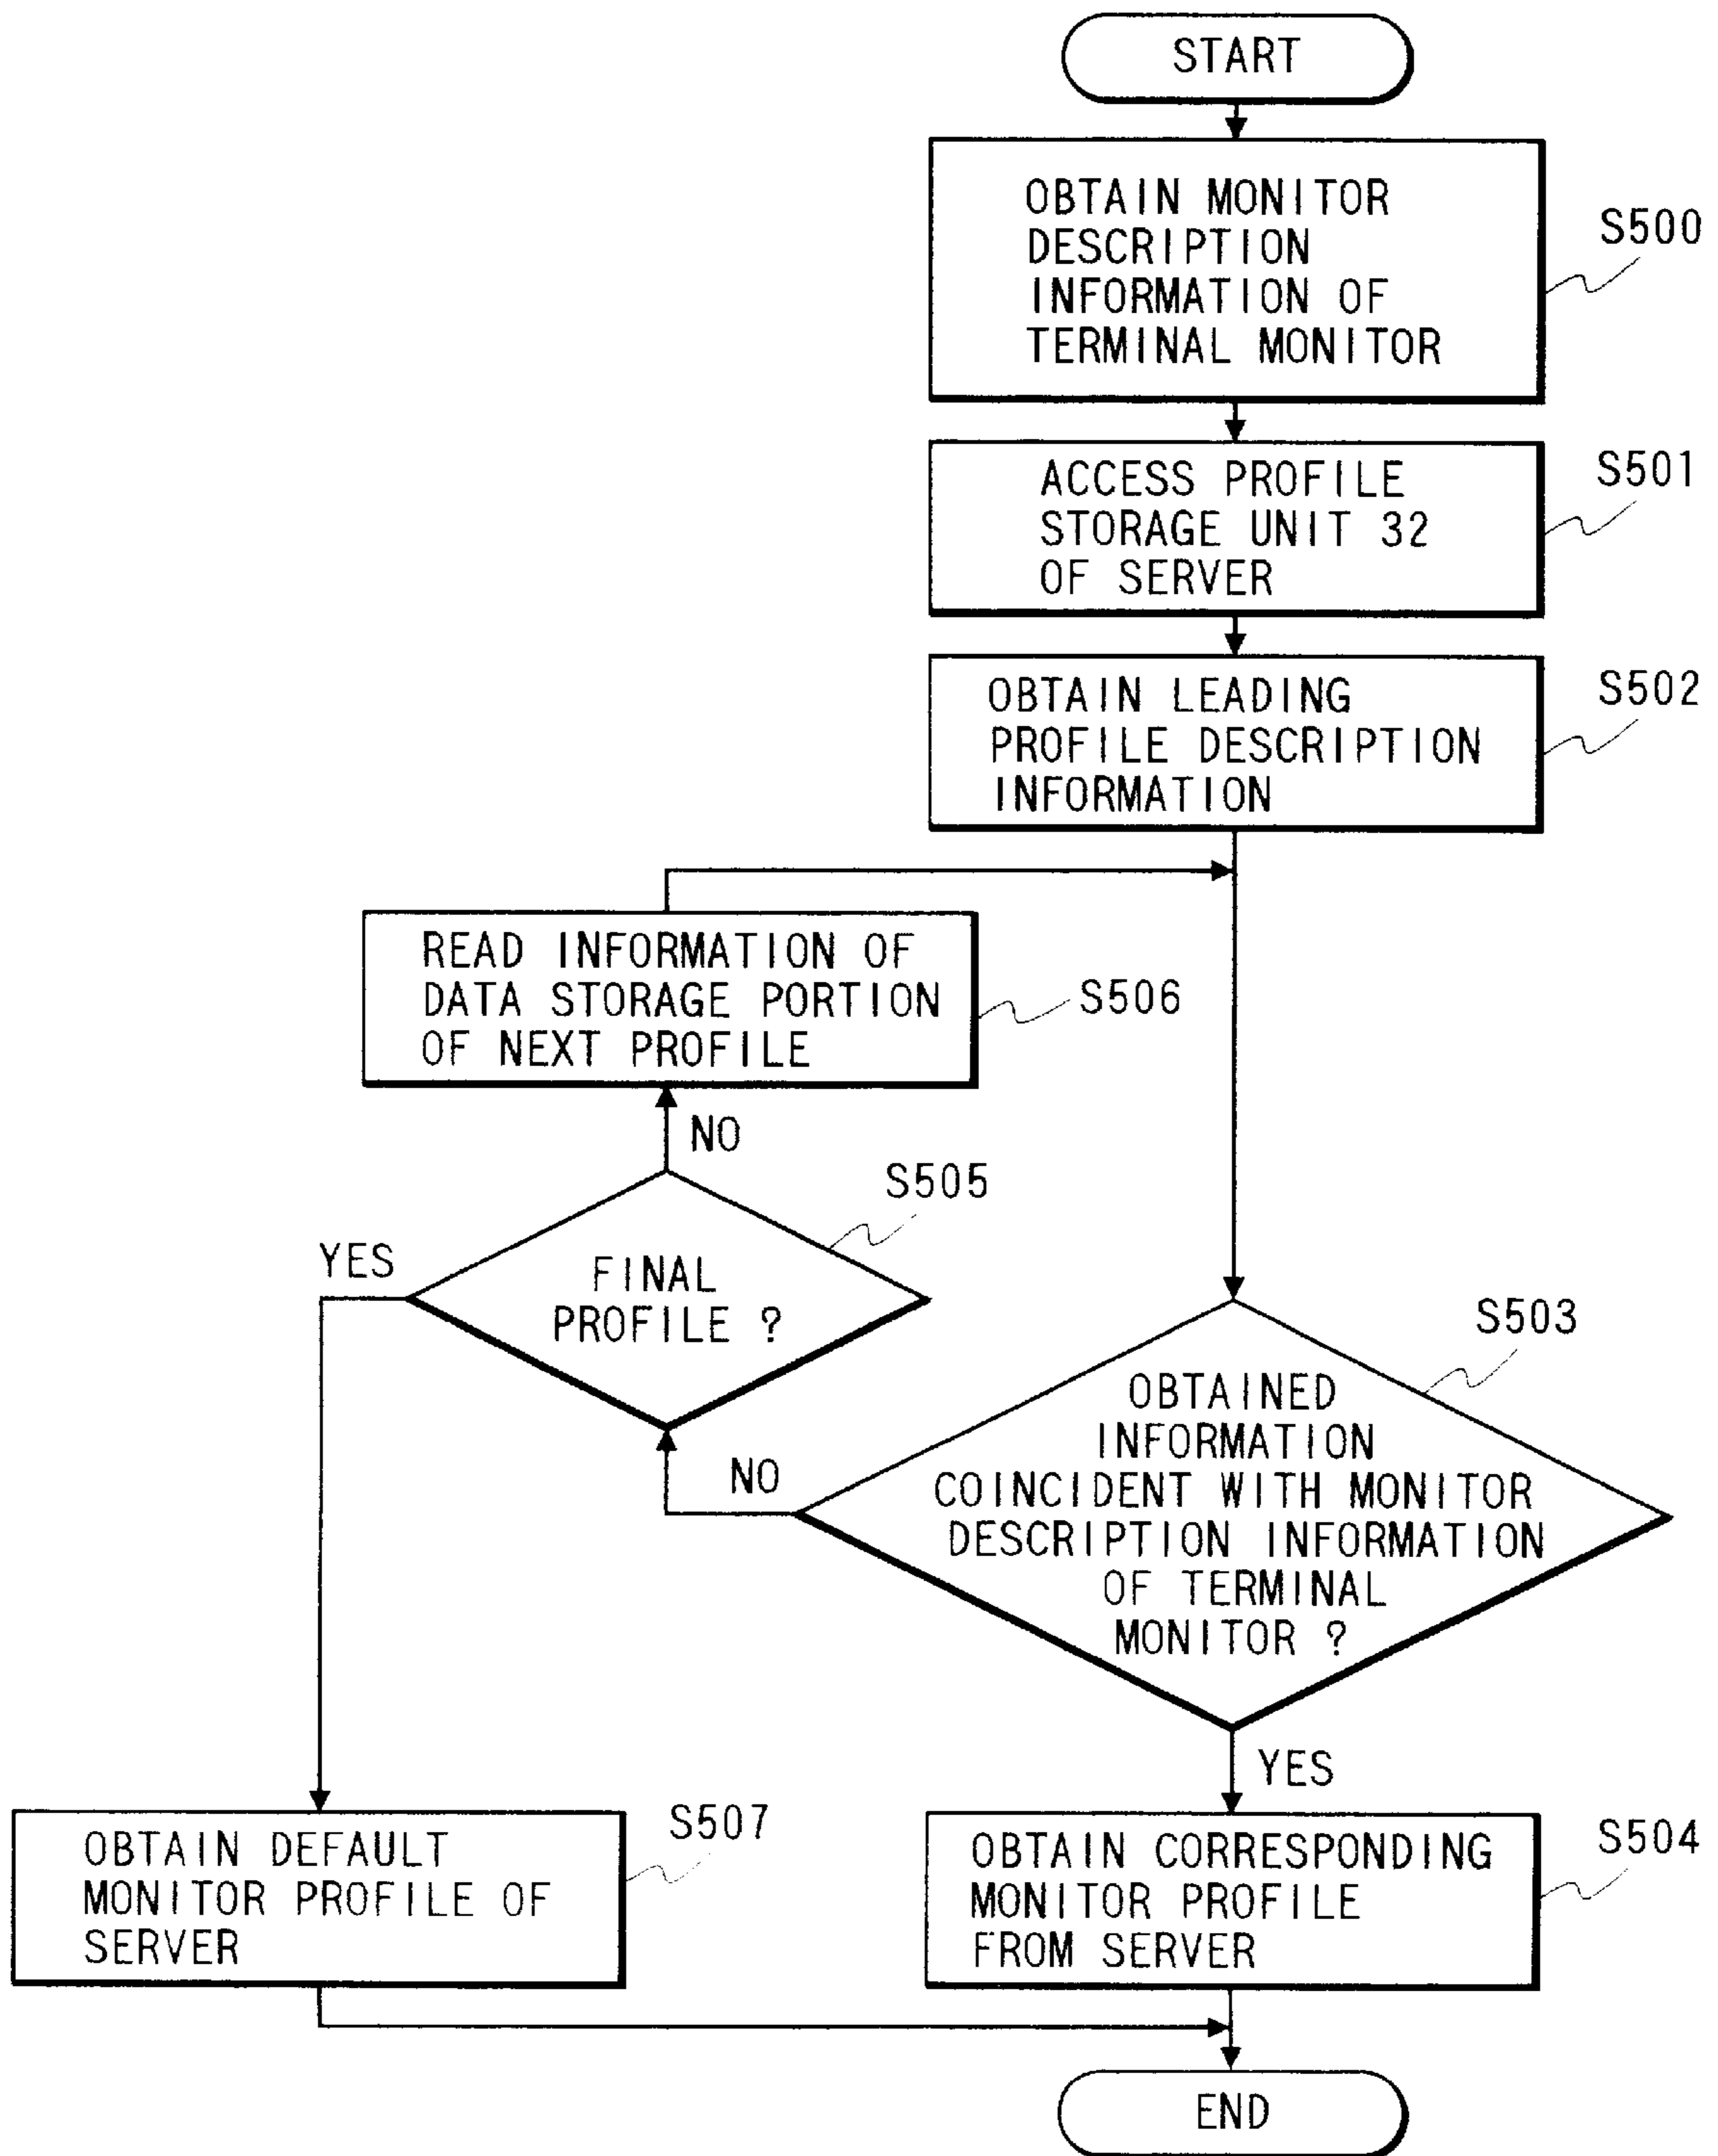 START
OBTAIN MONITOR
DESCRIPTION
INFORMATION OF
TERMINAL MONITOR
S500
ACCESS PROFILE
STORAGE UNIT 32
OF SERVER
S501
OBTAIN LEADING
PROFILE DESCRIPTION
INFORMATION
S502
READ INFORMATION OF
DATA STORAGE PORTION
OF NEXT PROFILE
S506
NO
S505
YES
FINAL
PROFILE ?
S503
OBTAINED
INFORMATION
COINCIDENT WITH MONITOR
DESCRIPTION INFORMATION
OF TERMINAL
MONITOR ?
NO
YES
OBTAIN DEFAULT
MONITOR PROFILE OF
SERVER
S507
OBTAIN CORRESPONDING
MONITOR PROFILE
FROM SERVER
S504
END